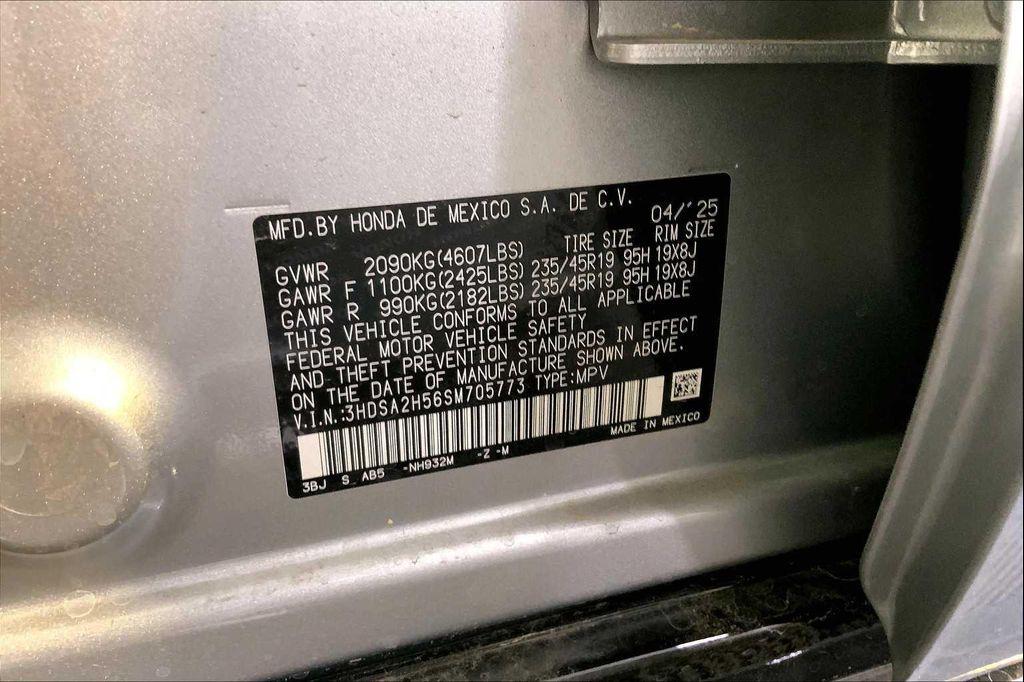 MFD.BY HONDA DE MEXICO S.A. DE C.V.
04/'25
TIRE SIZE RIM SIZE
GVWR 2090KG(4607LBS)
GAWR F 1100KG(2425LBS) 235/45R19 95H 19X8J
GAWR R 990KG(2182LBS) 235/45R19 95H 19X8J
THIS VEHICLE CONFORMS TO ALL APPLICABLE
FEDERAL MOTOR VEHICLE SAFETY
AND THEFT PREVENTION STANDARDS IN EFFECT
ON THE DATE OF MANUFACTURE SHOWN ABOVE.
V.I.N.:3HDSA2H56SM705773 TYPE:MPV
MADE IN MEXICO
3BJ S AB5 -NH932M -Z -M